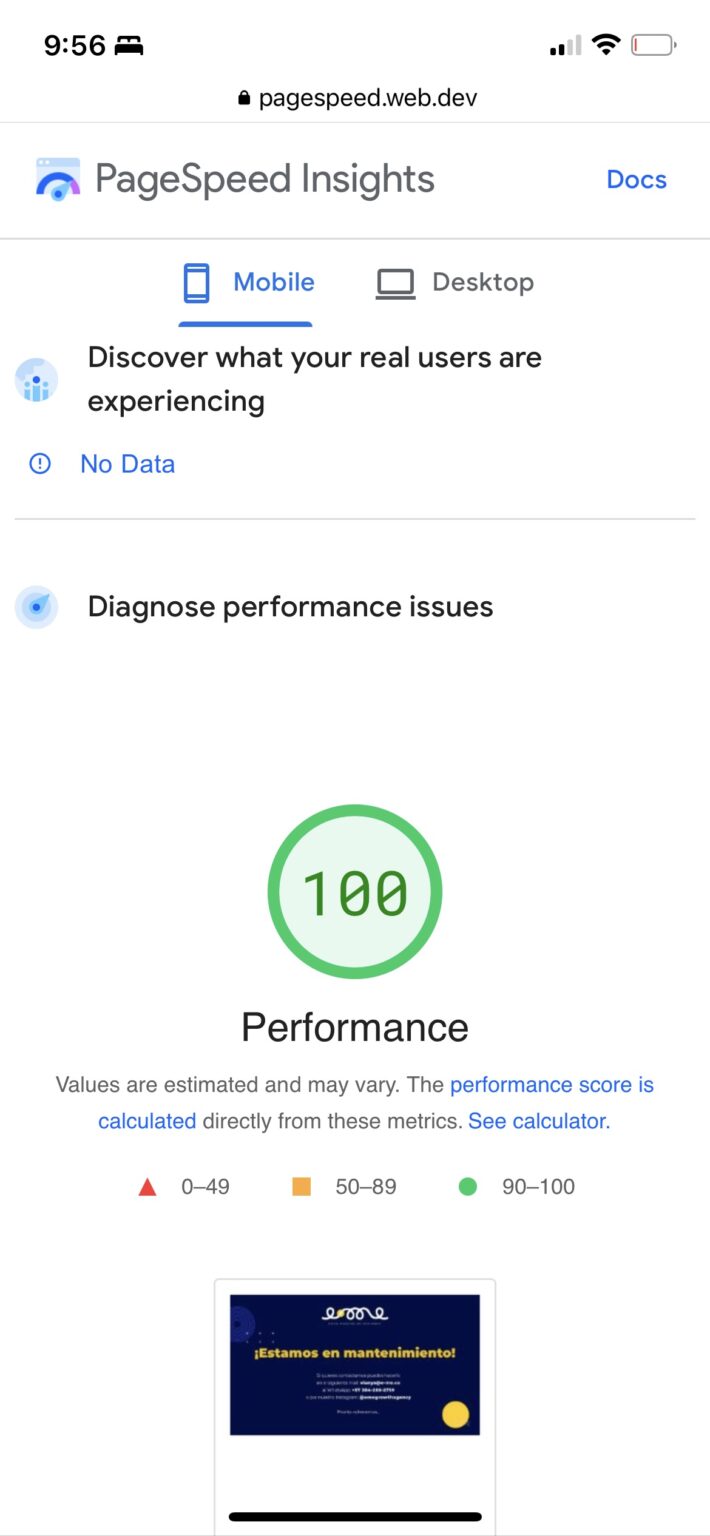 9:56
pagespeed.web.dev
PageSpeed Insights
Docs
Mobile
Desktop
Discover what your real users are
experiencing
No Data
Diagnose performance issues
100
Performance
Values are estimated and may vary. The performance score is
calculated directly from these metrics. See calculator.
0–49
50–89
90–100
eme
¡Estamos en mantenimiento!